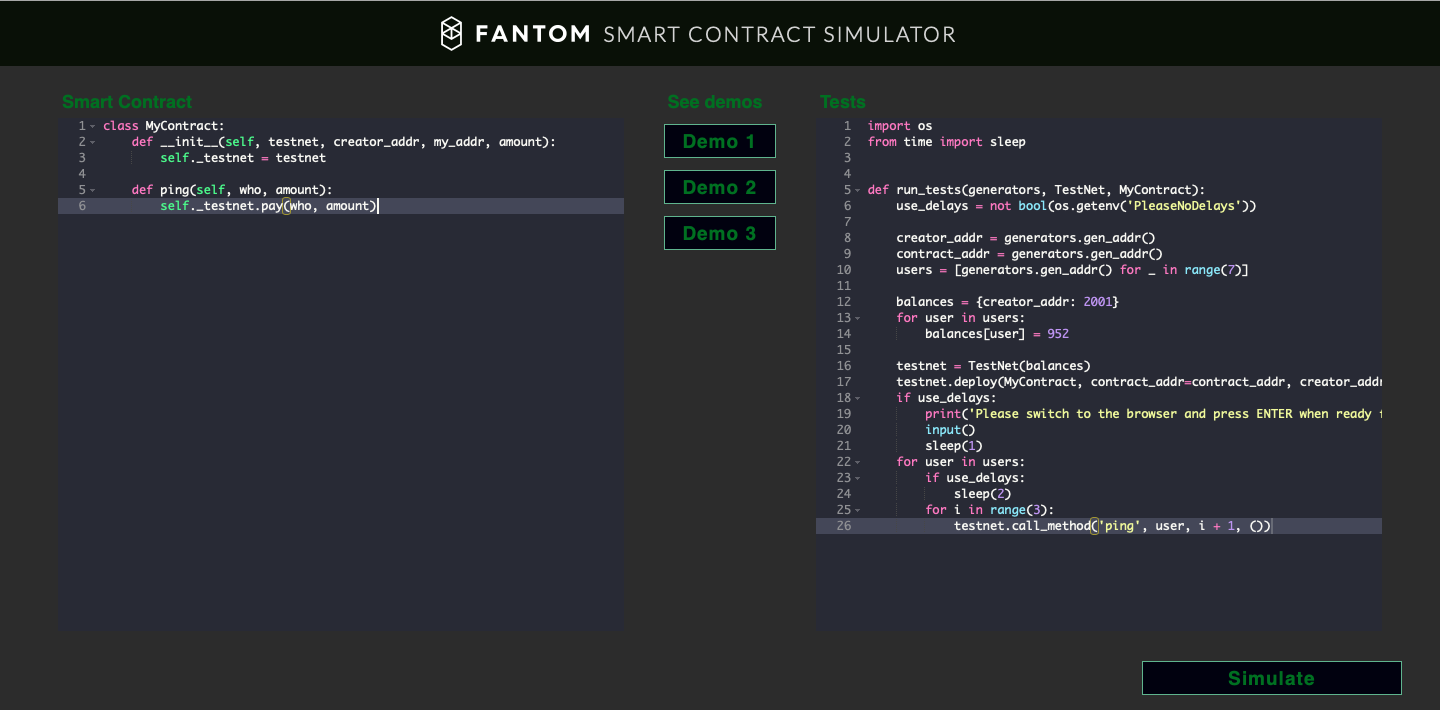 FANTOM SMART CONTRACT SIMULATOR
Smart Contract
1 class MyContract:
2 def __init__(self, testnet, creator_addr, my_addr, amount):
3 self._testnet = testnet
4
5 def ping(self, who, amount):
6 self._testnet.pay(who, amount)
See demos
Demo 1
Demo 2
Demo 3
Tests
1 import os
2 from time import sleep
3
4
5 def run_tests(generators, TestNet, MyContract):
6 use_delays = not bool(os.getenv('PleaseNoDelays'))
7
8 creator_addr = generators.gen_addr()
9 contract_addr = generators.gen_addr()
10 users = [generators.gen_addr() for _ in range(7)]
11
12 balances = {creator_addr: 2001}
13 for user in users:
14 balances[user] = 952
15
16 testnet = TestNet(balances)
17 testnet.deploy(MyContract, contract_addr=contract_addr, creator_addr
18 if use_delays:
19 print('Please switch to the browser and press ENTER when ready
20 input()
21 sleep(1)
22 for user in users:
23 if use_delays:
24 sleep(2)
25 for i in range(3):
26 testnet.call_method('ping', user, i + 1, ())
Simulate